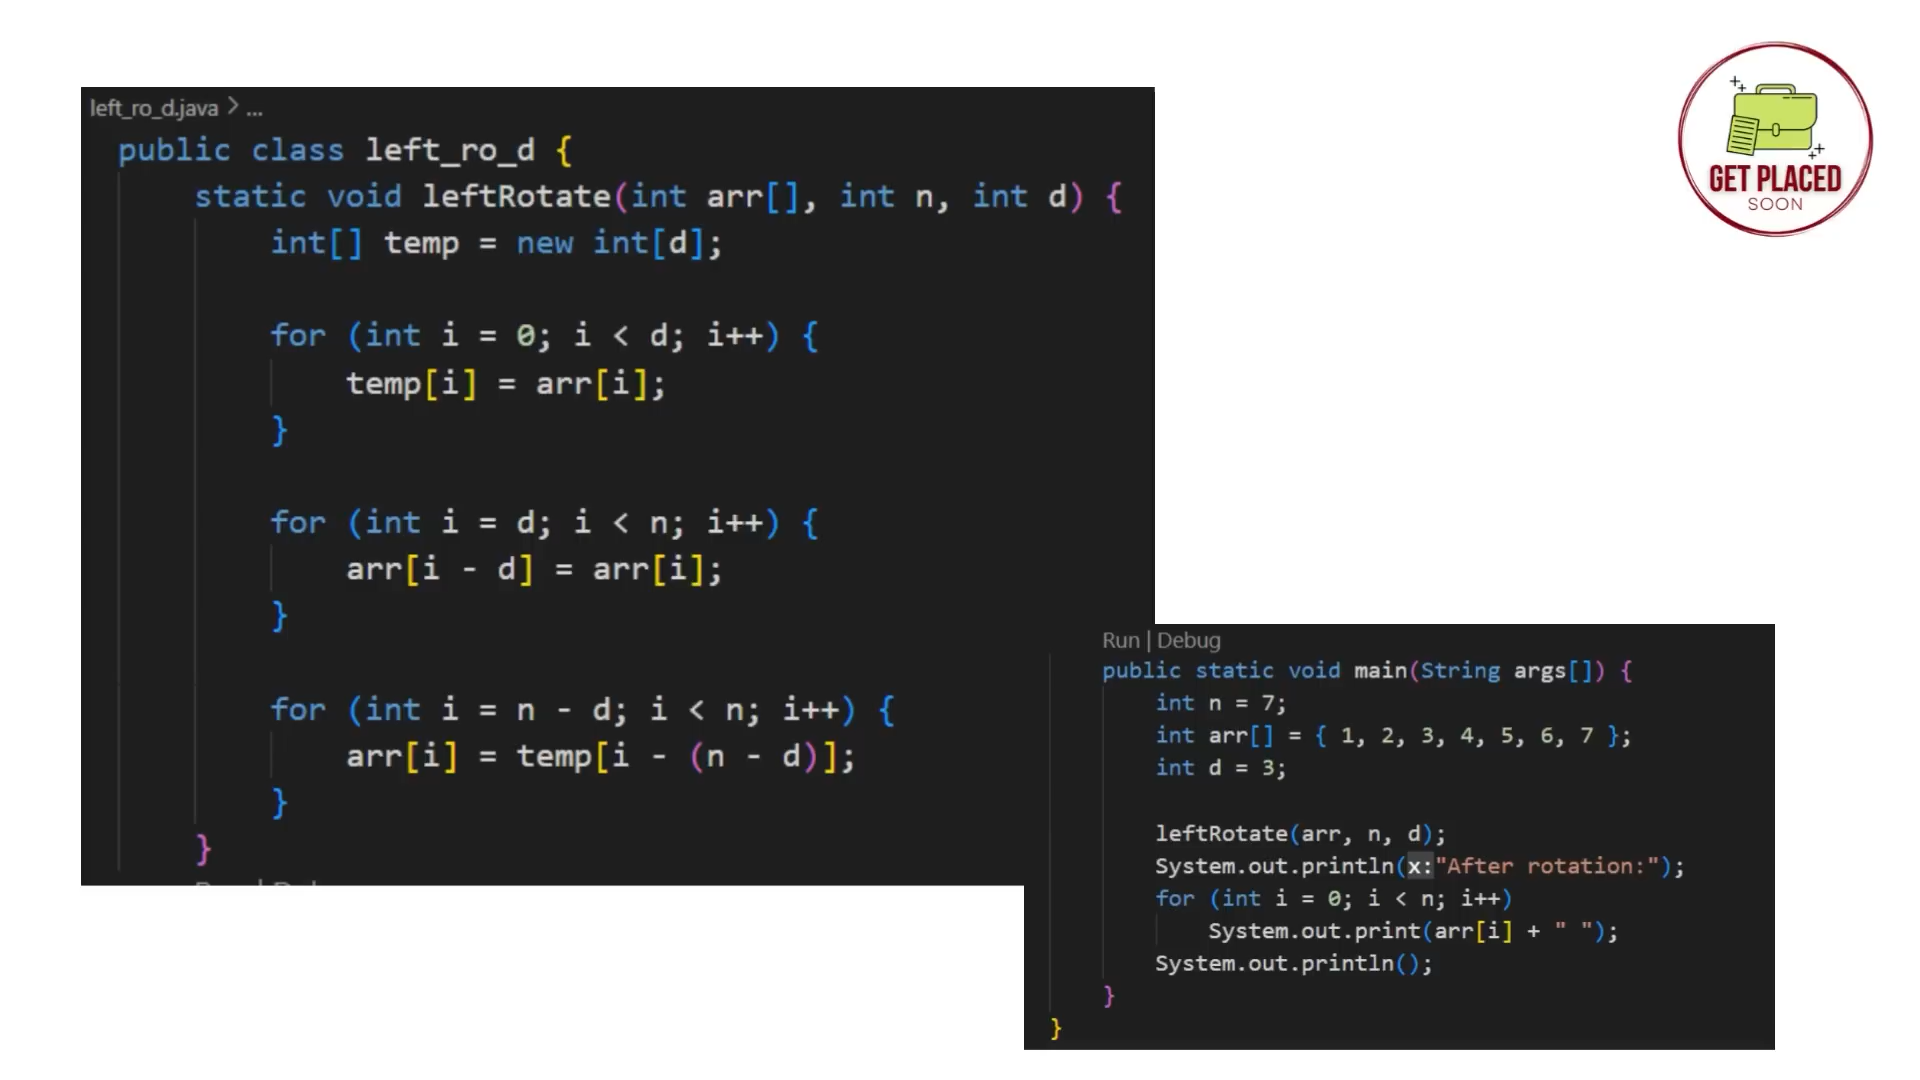 left_ro_d.java > ...
public class left_ro_d {
static void leftRotate(int arr[], int n, int d) {
int[] temp = new int[d];
for (int i = 0; i < d; i++) {
temp[i] = arr[i];
}
for (int i = d; i < n; i++) {
arr[i - d] = arr[i];
}
for (int i = n - d; i < n; i++) {
arr[i] = temp[i - (n - d)];
}
}
Run | Debug
public static void main(String args[]) {
int n = 7;
int arr[] = { 1, 2, 3, 4, 5, 6, 7 };
int d = 3;
leftRotate(arr, n, d);
System.out.println(x:"After rotation:");
for (int i = 0; i < n; i++)
System.out.print(arr[i] + " ");
System.out.println();
}
}
GET PLACED
SOON